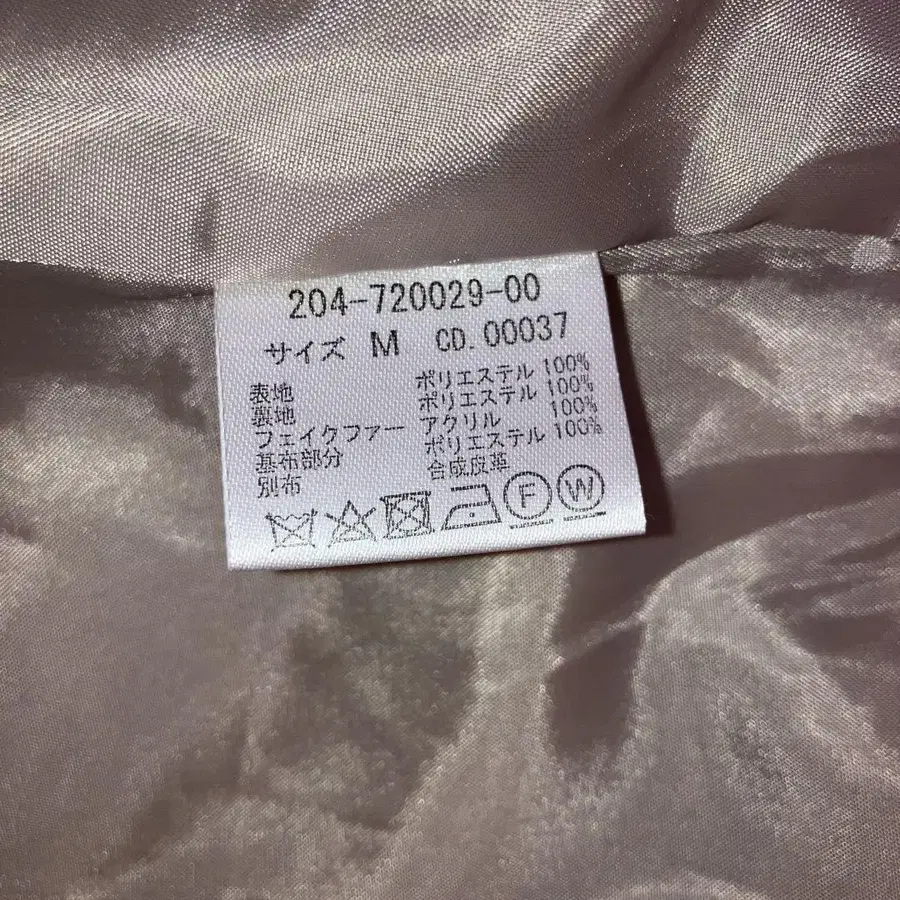 204-720029-00
サイズ M CD.00037
表地 ポリエステル 100%
裏地 ポリエステル 100%
フェイクファー アクリル 100%
基布部分 ポリエステル 100%
別布 合成皮革
F W